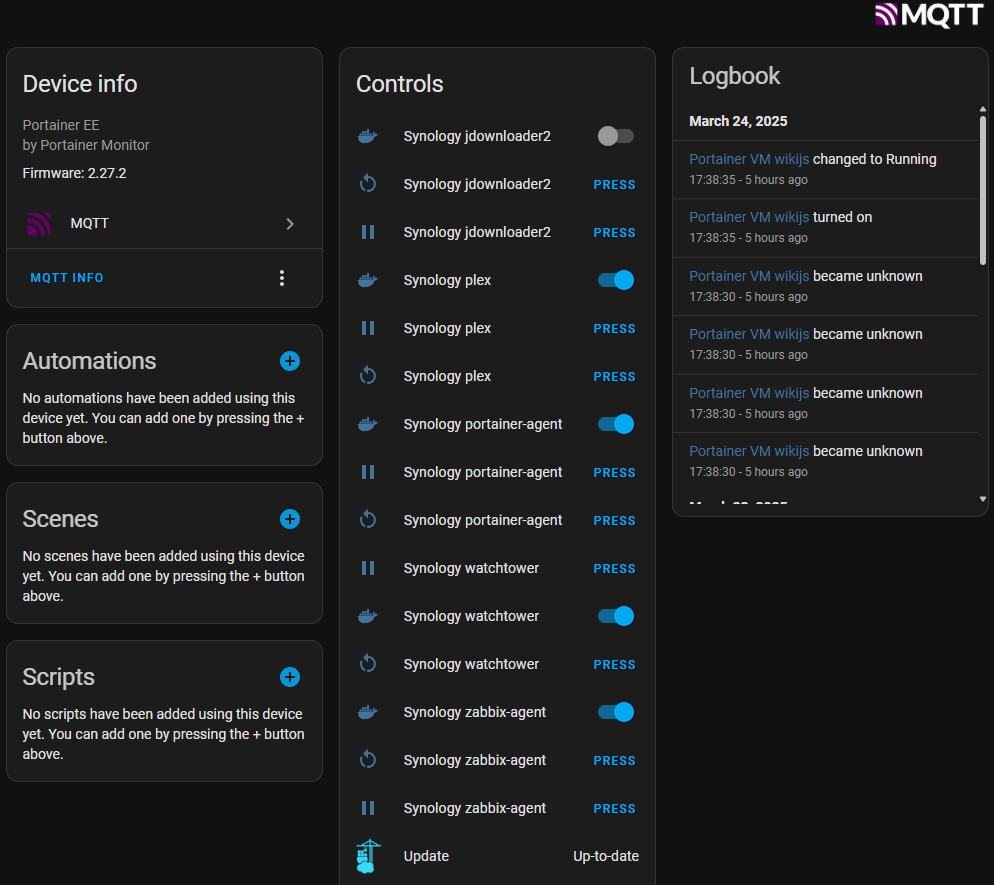 MQTT
Device info
Portainer EE
by Portainer Monitor
Firmware: 2.27.2
MQTT
MQTT INFO
Automations
No automations have been added using this
device yet. You can add one by pressing the +
button above.
Scenes
No scenes have been added using this device
yet. You can add one by pressing the + button
above.
Scripts
No scripts have been added using this device
yet. You can add one by pressing the + button
above.
Controls
Synology jdownloader2
Synology jdownloader2 PRESS
Synology jdownloader2 PRESS
Synology plex
Synology plex PRESS
Synology plex PRESS
Synology portainer-agent
Synology portainer-agent PRESS
Synology portainer-agent PRESS
Synology watchtower PRESS
Synology watchtower
Synology watchtower PRESS
Synology zabbix-agent
Synology zabbix-agent PRESS
Synology zabbix-agent PRESS
Update Up-to-date
Logbook
March 24, 2025
Portainer VM wikijs changed to Running
17:38:35 - 5 hours ago
Portainer VM wikijs turned on
17:38:35 - 5 hours ago
Portainer VM wikijs became unknown
17:38:30 - 5 hours ago
Portainer VM wikijs became unknown
17:38:30 - 5 hours ago
Portainer VM wikijs became unknown
17:38:30 - 5 hours ago
Portainer VM wikijs became unknown
17:38:30 - 5 hours ago